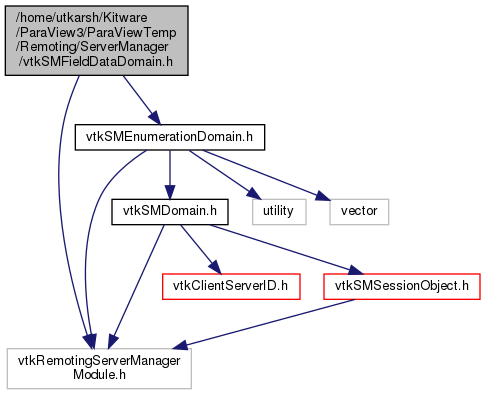 /home/utkarsh/Kitware
/ParaView3/ParaViewTemp
/Remoting/ServerManager
/vtkSMFieldDataDomain.h
vtkSMEnumerationDomain.h
vtkSMDomain.h
utility
vector
vtkClientServerID.h
vtkSMSessionObject.h
vtkRemotingServerManager
Module.h